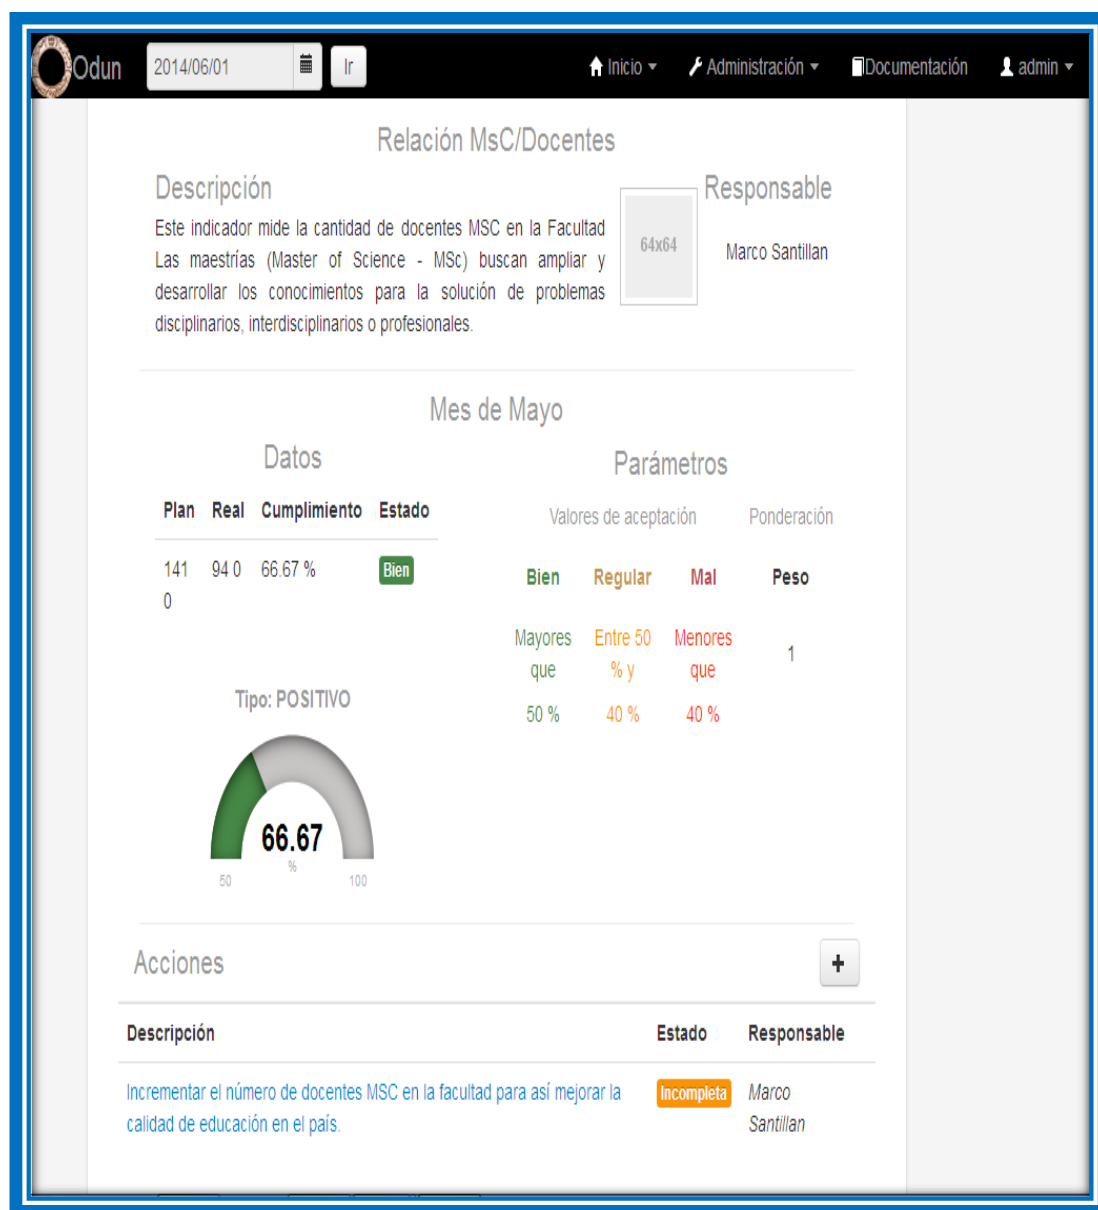 Odun 2014/06/01 Ir Inicio Administración Documentación admin
Relación MsC/Docentes
Descripción
Este indicador mide la cantidad de docentes MSC en la Facultad
Las maestrías (Master of Science - MSc) buscan ampliar y
desarrollar los conocimientos para la solución de problemas
disciplinarios, interdisciplinarios o profesionales.
64x64
Responsable
Marco Santillan
Mes de Mayo
Datos
Plan Real Cumplimiento Estado
141 94 0 66.67 % Bien
0
Tipo: POSITIVO
66.67
%
50 100
Parámetros
Valores de aceptación Ponderación
Bien Regular Mal Peso
Mayores Entre 50 Menores
que % y que 1
50 % 40 % 40 %
Acciones +
Descripción Estado Responsable
Incrementar el número de docentes MSC en la facultad para así mejorar la Incompleta Marco
calidad de educación en el país. Santillan